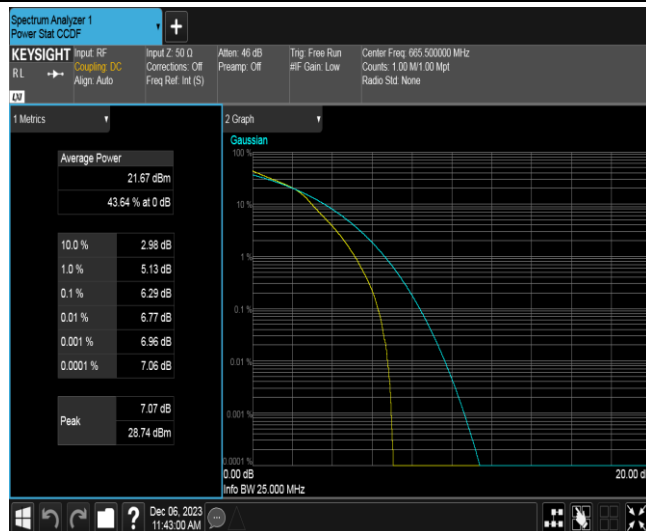 Spectrum Analyzer 1
Power Stat CCDF
+
KEYSIGHT
RL
LXI
Input: RF
Coupling: DC
Align: Auto
Input Z: 50 Ω
Corrections: Off
Freq Ref: Int (S)
Atten: 46 dB
Preamp: Off
Trig: Free Run
#IF Gain: Low
Center Freq: 665.500000 MHz
Counts: 1.00 M/1.00 Mpt
Radio Std: None
1 Metrics
Average Power
21.67 dBm
43.64 % at 0 dB
10.0 % 2.98 dB
1.0 % 5.13 dB
0.1 % 6.29 dB
0.01 % 6.77 dB
0.001 % 6.96 dB
0.0001 % 7.06 dB
Peak
7.07 dB
28.74 dBm
2 Graph
Gaussian
100 %
10 %
1 %
0.1 %
0.01 %
0.001 %
0.0001 %
0.00 dB
20.00 d
Info BW 25.000 MHz
?
Dec 06, 2023
11:43:00 AM